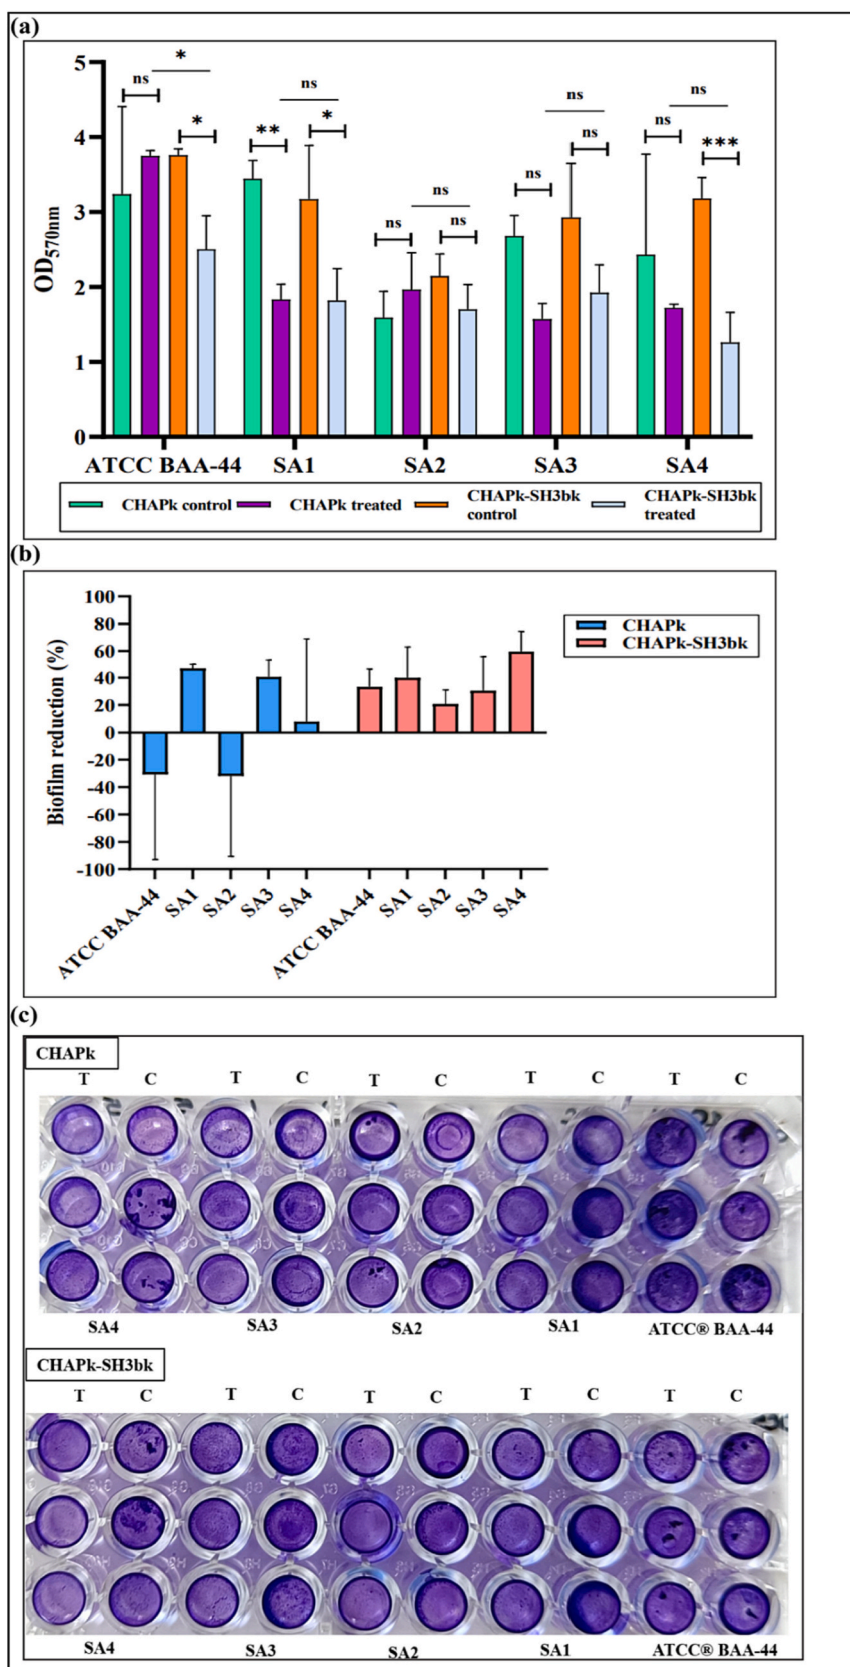 (a)
5
4
3
2
1
0
OD570nm
ns
*
*
**
ns
*
ns
ns
ns
ns
ns
ns
ns
ns
***
ATCC BAA-44
SA1
SA2
SA3
SA4
CHAPk control
CHAPk treated
CHAPk-SH3bk
control
CHAPk-SH3bk
treated
(b)
100
80
60
40
20
0
-20
-40
-60
-80
-100
Biofilm reduction (%)
CHAPk
CHAPk-SH3bk
ATCC BAA-44
SA1
SA2
SA3
SA4
ATCC BAA-44
SA1
SA2
SA3
SA4
(c)
CHAPk
T C T C T C T C T C
SA4 SA3 SA2 SA1 ATCC® BAA-44
CHAPk-SH3bk
T C T C T C T C T C
SA4 SA3 SA2 SA1 ATCC® BAA-44